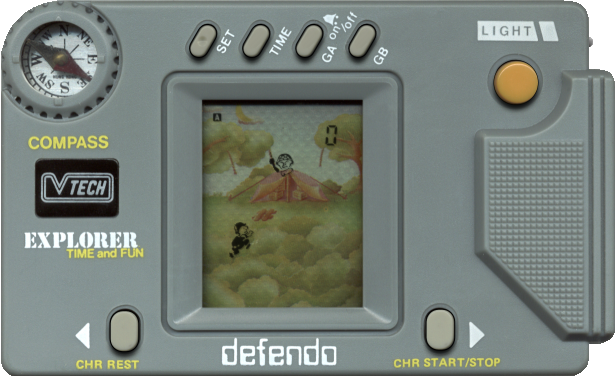 SET
TIME
GA on/off
GB
LIGHT
COMPASS
VTECH
EXPLORER
TIME and FUN
A
0
CHR REST
CHR START/STOP
defendo